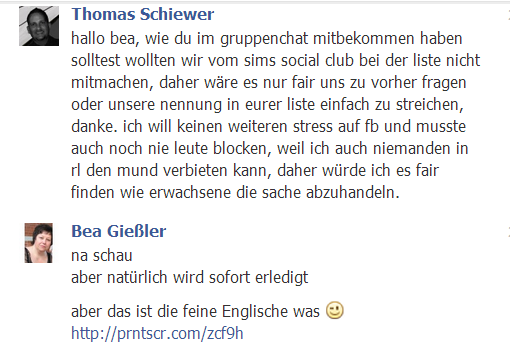 Thomas Schiewer
hallo bea, wie du im gruppenchat mitbekommen haben
solltest wollten wir vom sims social club bei der liste nicht
mitmachen, daher wäre es nur fair uns zu vorher fragen
oder unsere nennung in eurer liste einfach zu streichen,
danke. ich will keinen weiteren stress auf fb und musste
auch noch nie leute blocken, weil ich auch niemanden in
rl den mund verbieten kann, daher würde ich es fair
finden wie erwachsene die sache abzuhandeln.
Bea Gießler
na schau
aber natürlich wird sofort erledigt
aber das ist die feine Englische was
http://prntscr.com/zcf9h